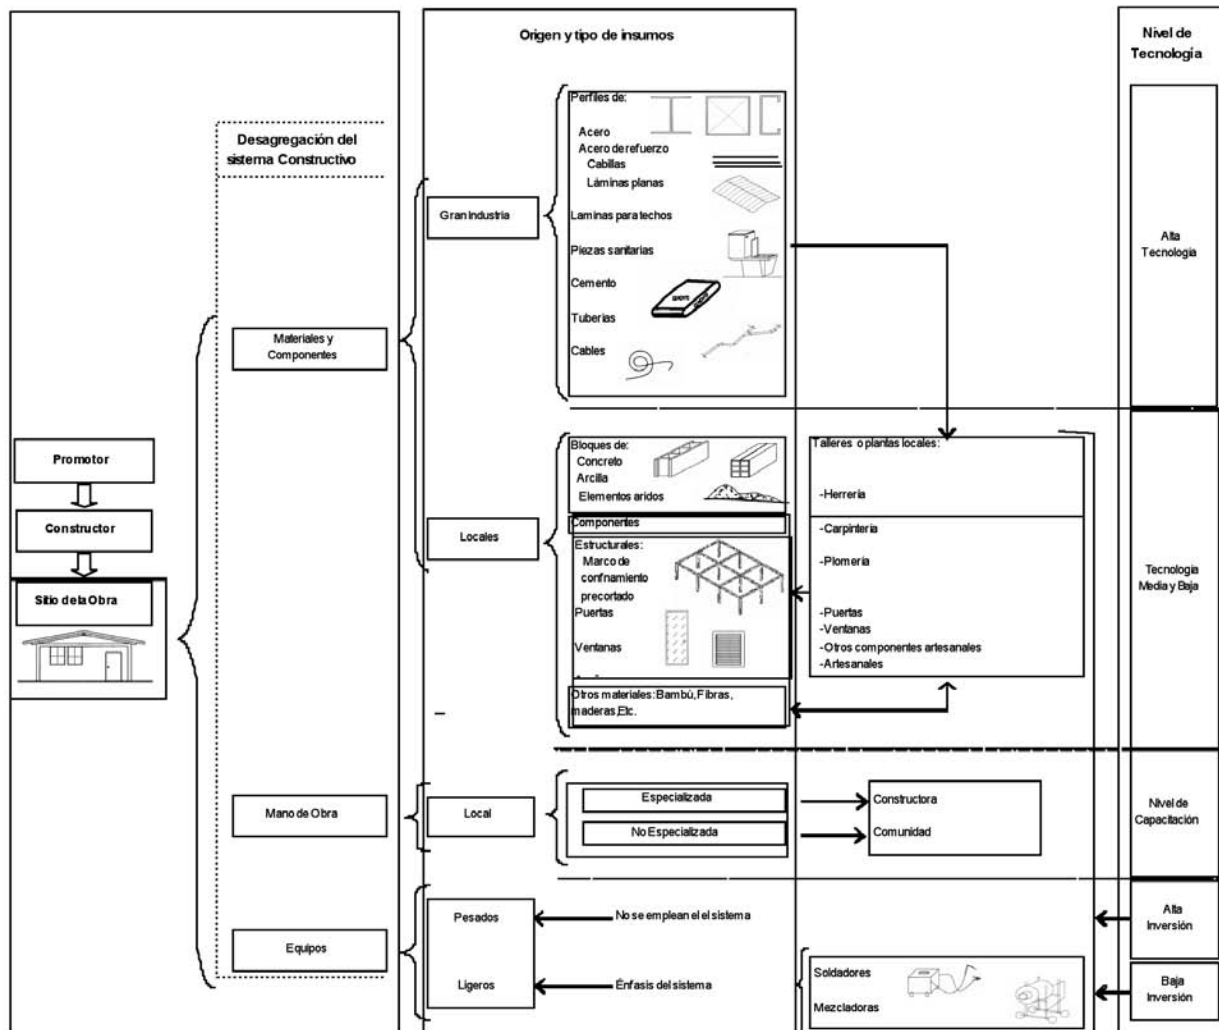 Origen y tipo de insumos
Nivel de
Tecnología
Desagregación del
sistema Constructivo
Promotor
Constructor
Sitio de la Obra
Materiales y
Componentes
Mano de Obra
Equipos
Gran Industria
Perfiles de:
Acero
Acero de refuerzo
Cabillas
Láminas planas
Laminas para techos
Piezas sanitarias
Cemento
Tuberías
Cables
Alta
Tecnología
Locales
Bloques de:
Concreto
Arcilla
Elementos aridos
Componentes
Estructurales:
Marco de
confinamiento
precortado
Puertas
Ventanas
Otros materiales: Bambú, Fibras,
maderas,Etc.
Talleres o plantas locales:
-Herrería
-Carpintería
-Plomería
-Puertas
-Ventanas
-Otros componentes artesanales
-Artesanales
Tecnología
Media y Baja
Local
Especializada
No Especializada
Constructora
Comunidad
Nivel de
Capacitación
Pesados
Ligeros
No se emplean el el sistema
Énfasis del sistema
Soldadores
Mezcladoras
Alta
Inversión
Baja
Inversión